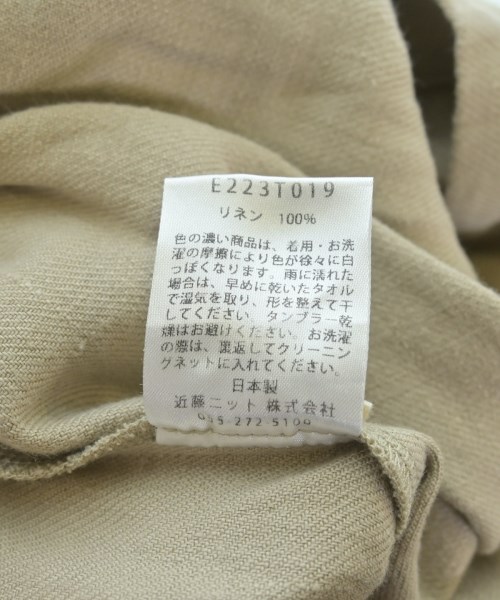 E223T019
リネン 100%
色の濃い商品は、着用・お洗
濯の摩擦により色が徐々に白
っぽくなります。雨に濡れた
場合は、早めに乾いたタオル
で湿気を取り、形を整えて干
してください。タンブラー乾
燥はお避けください。お洗濯
の際は、裏返してクリーニン
グネットに入れてください。
日本製
近藤ニット 株式会社
272-5109